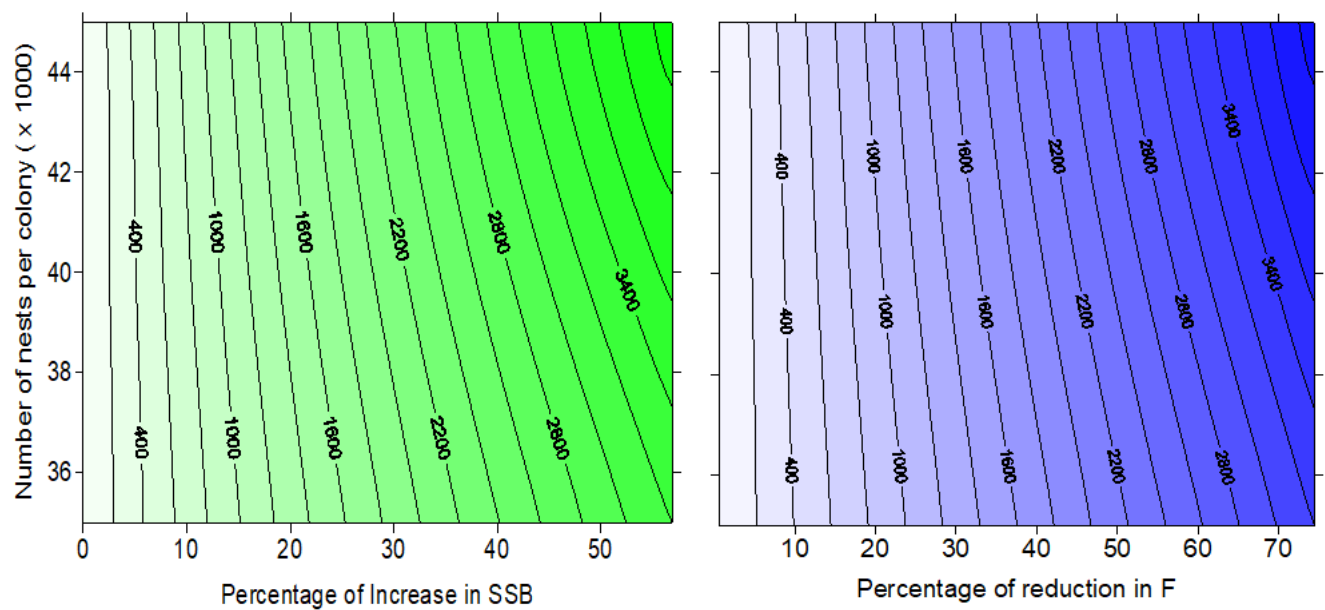 Number of nests per colony ( × 1000)
44
42
40
38
36
400 1000 1600 2200 2800
3400
400 1000 1600 2200 2800
0 10 20 30 40 50
Percentage of Increase in SSB
3400
400 1000 1600 2200 2800
3400
400 1000 1600 2200 2800
400 1000 1600 2200 2800
10 20 30 40 50 60 70
Percentage of reduction in F